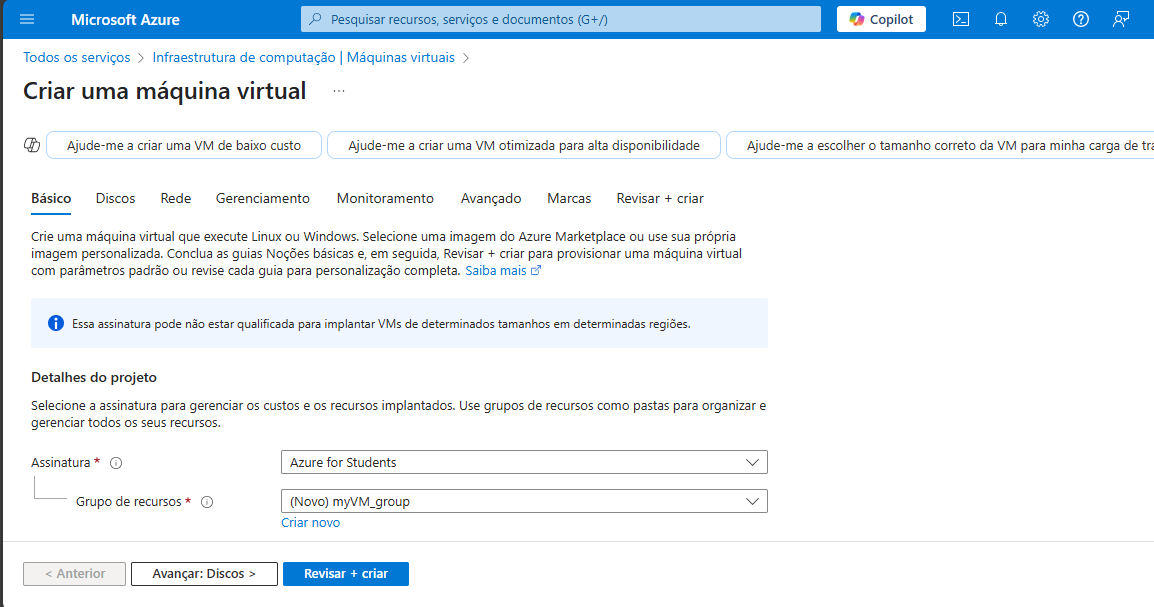 Microsoft Azure
Pesquisar recursos, serviços e documentos (G+/)
Copilot
Todos os serviços > Infraestrutura de computação | Máquinas virtuais >
Criar uma máquina virtual ...
Ajude-me a criar uma VM de baixo custo
Ajude-me a criar uma VM otimizada para alta disponibilidade
Ajude-me a escolher o tamanho correto da VM para minha carga de tra
Básico Discos Rede Gerenciamento Monitoramento Avançado Marcas Revisar + criar
Crie uma máquina virtual que execute Linux ou Windows. Selecione uma imagem do Azure Marketplace ou use sua própria
imagem personalizada. Conclua as guias Noções básicas e, em seguida, Revisar + criar para provisionar uma máquina virtual
com parâmetros padrão ou revise cada guia para personalização completa. Saiba mais
Essa assinatura pode não estar qualificada para implantar VMs de determinados tamanhos em determinadas regiões.
Detalhes do projeto
Selecione a assinatura para gerenciar os custos e os recursos implantados. Use grupos de recursos como pastas para organizar e
gerenciar todos os seus recursos.
Assinatura *
Azure for Students
Grupo de recursos *
(Novo) myVM_group
Criar novo
< Anterior
Avançar: Discos >
Revisar + criar